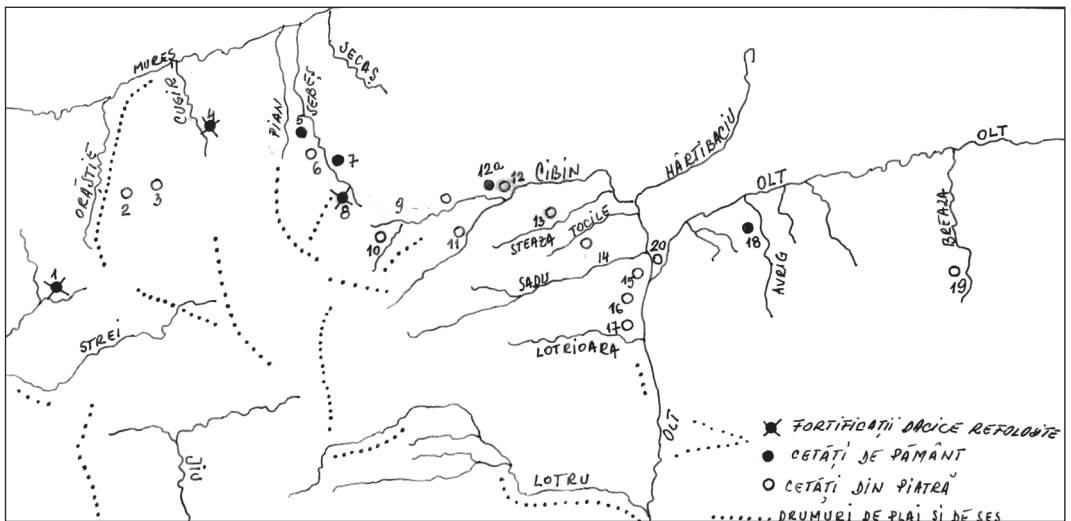 MUREȘ
CUGIR
ORĂȘTIE
PIAN
SEBEȘ
SECAȘ
CIBIN
HÂRTIBACIU
OLT
OLT
BREAZA
AVRIG
STEAZA
TOCILE
SADU
LOTRIOARA
STREI
JIU
LOTRU
OLT
1
2
3
4
5
6
7
8
9
10
11
12a
12
13
14
15
16
17
18
19
20
FORTIFICAȚII DACICE REFOLOSITE
CETĂȚI DE PĂMÂNT
CETĂȚI DIN PIATRĂ
DRUMURI DE PLAI ȘI DE ȘES